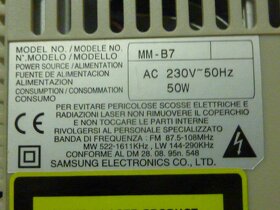 MODEL NO. / MODELE NO.
N°. MODELO / MODELLO
MM-B7
POWER SOURCE / ALIMENTATION
FUENTE DE ALIMENTACION
ALIMENTAZIONE
AC 230V~50Hz
CONSUMPTION / CONSOMMATION
CONSUMO
50W
PER EVITARE PERICOLOSE SCOSSE ELETTRICHE E
RADIAZIONI LASER NON RIMUOVERE IL COPERCHIO
E NON TOCCARE LE PARTI INTERNE
RIVOLGERSI AL PERSONALE SPECIALIZZATO
BANDA DI FREQUENZA - FM 87.5-108MHz
MW 522-1611KHz, LW 144-290KHz
CONFORME AL DM 28. 08. 95n. 548
SAMSUNG ELECTRONICS CO., LTD.